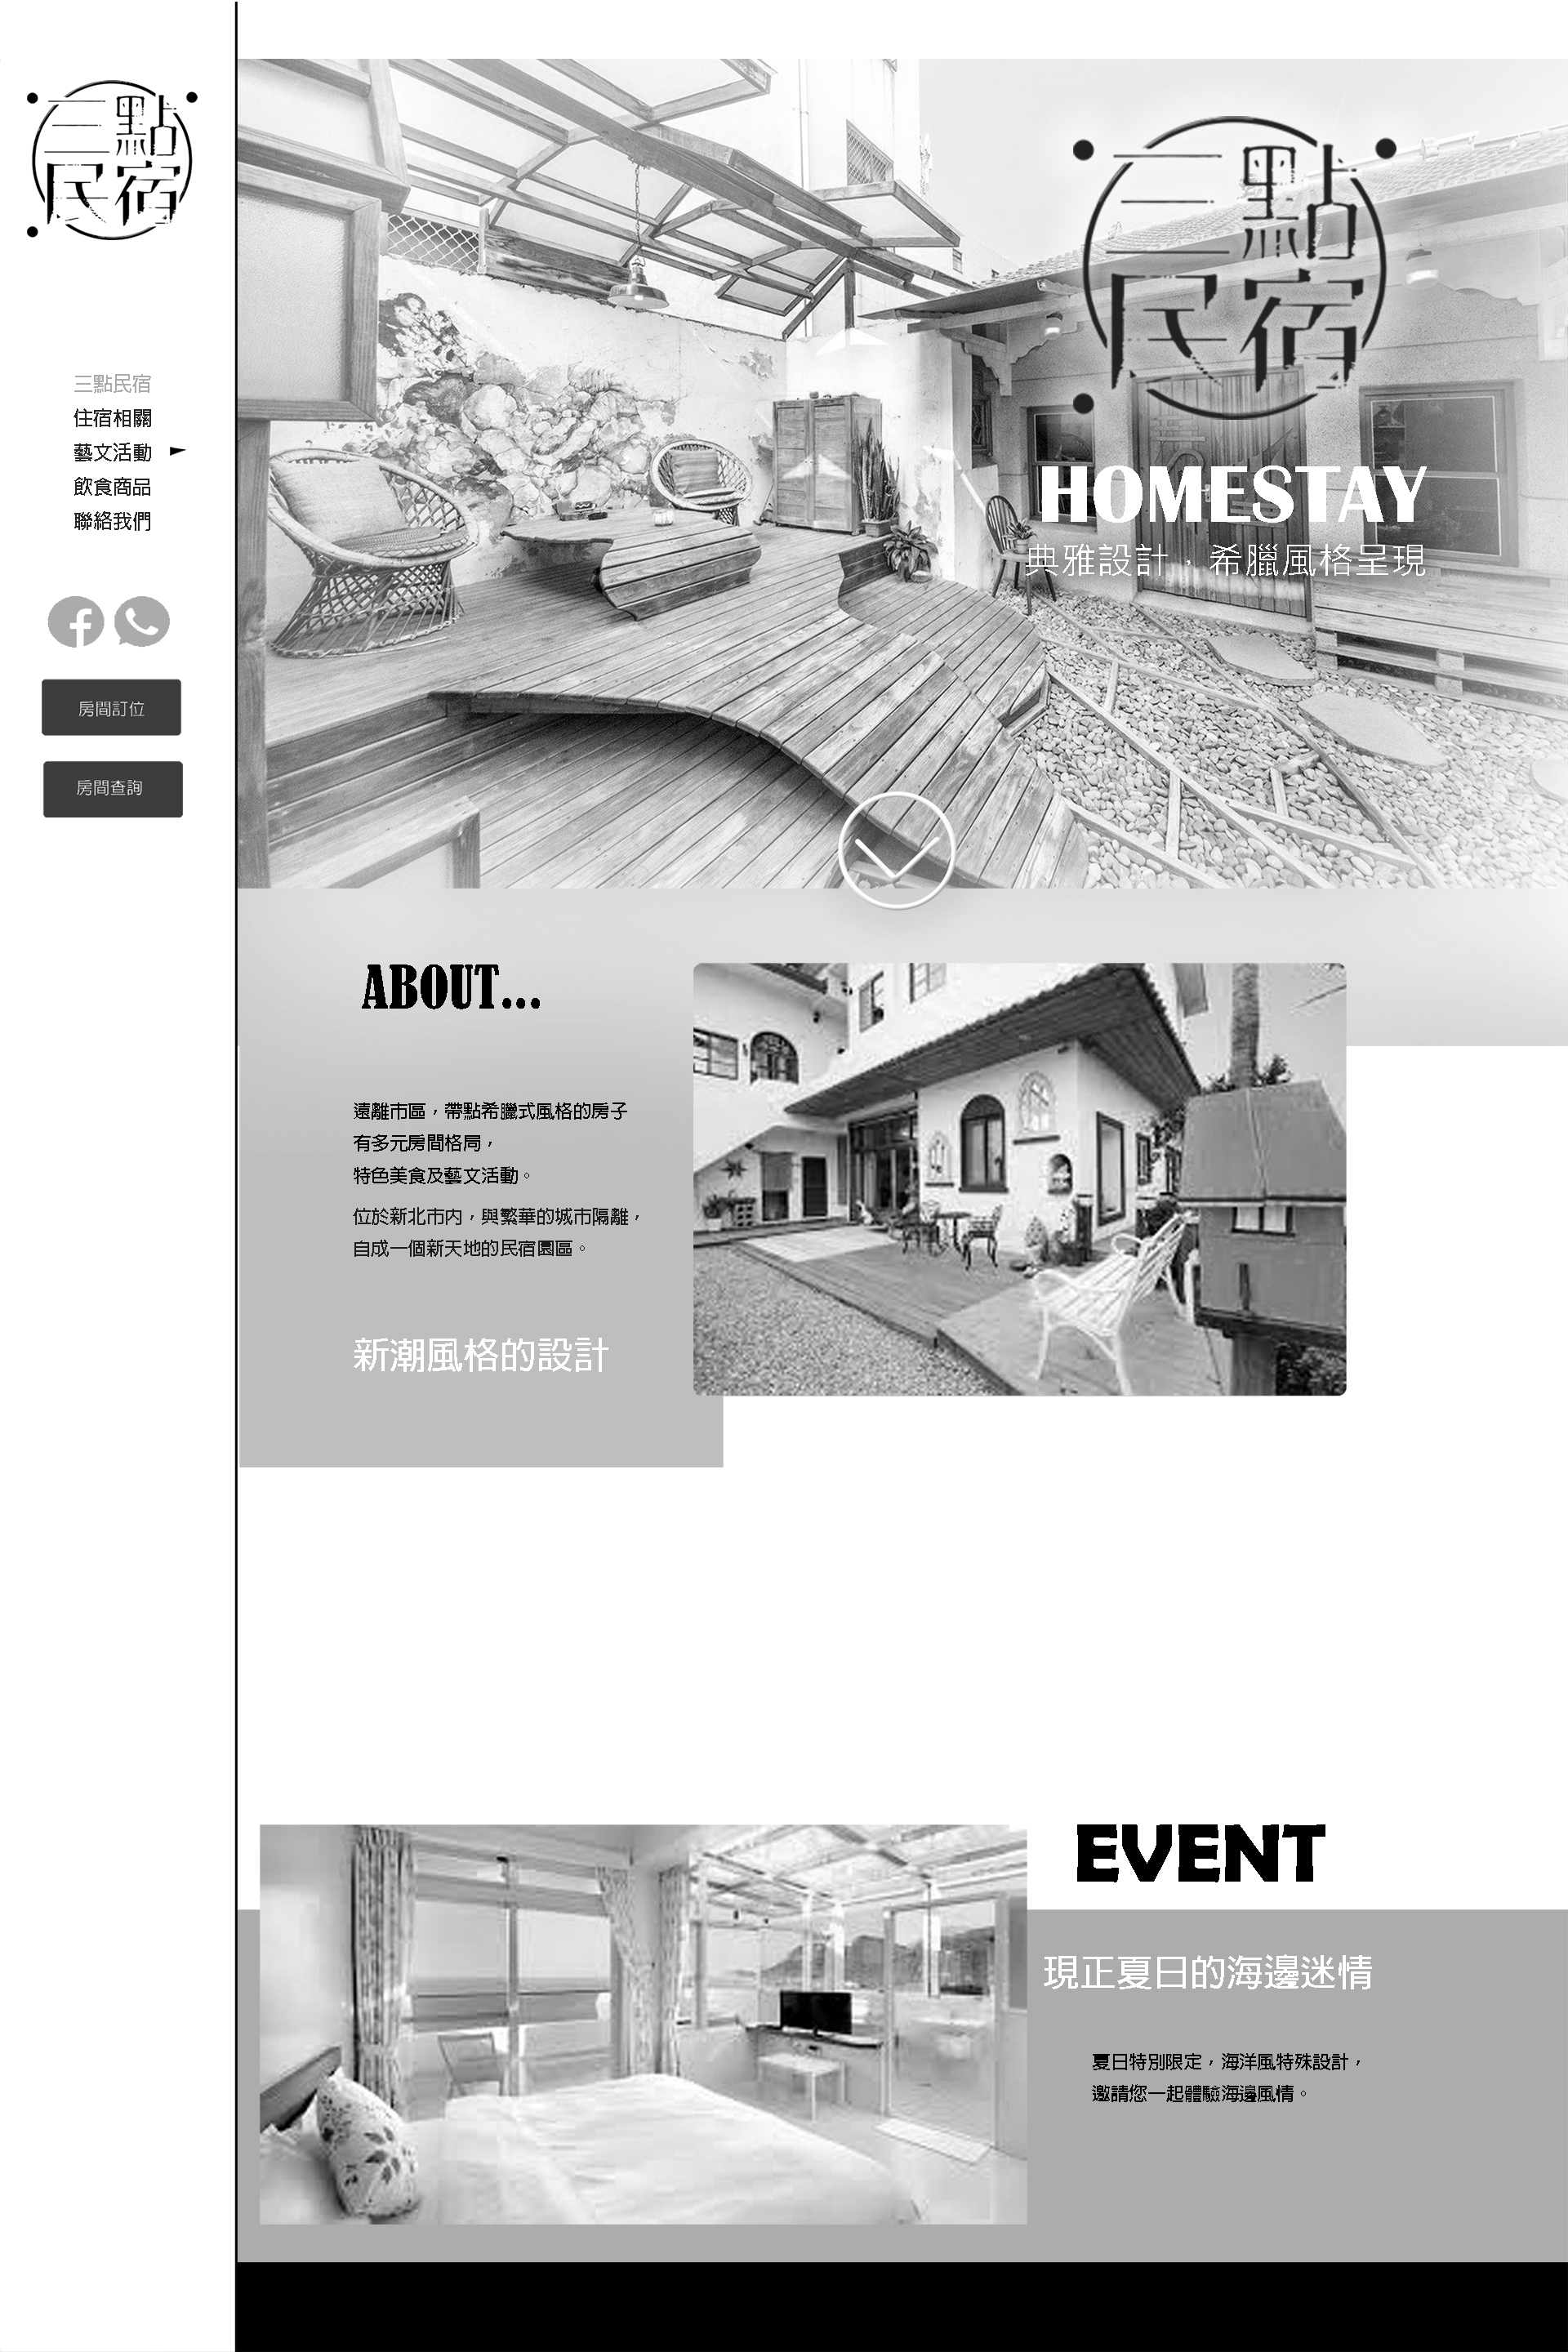 三點
民宿
三點民宿
住宿相關
藝文活動
飲食商品
聯絡我們
房間訂位
房間查詢
三點
民宿
HOMESTAY
典雅設計，希臘風格呈現
ABOUT...
遠離市區，帶點希臘式風格的房子
有多元房間格局，
特色美食及藝文活動。
位於新北市內，與繁華的城市隔離，
自成一個新天地的民宿園區。
新潮風格的設計
EVENT
現正夏日的海邊迷情
夏日特別限定，海洋風特殊設計，
邀請您一起體驗海邊風情。